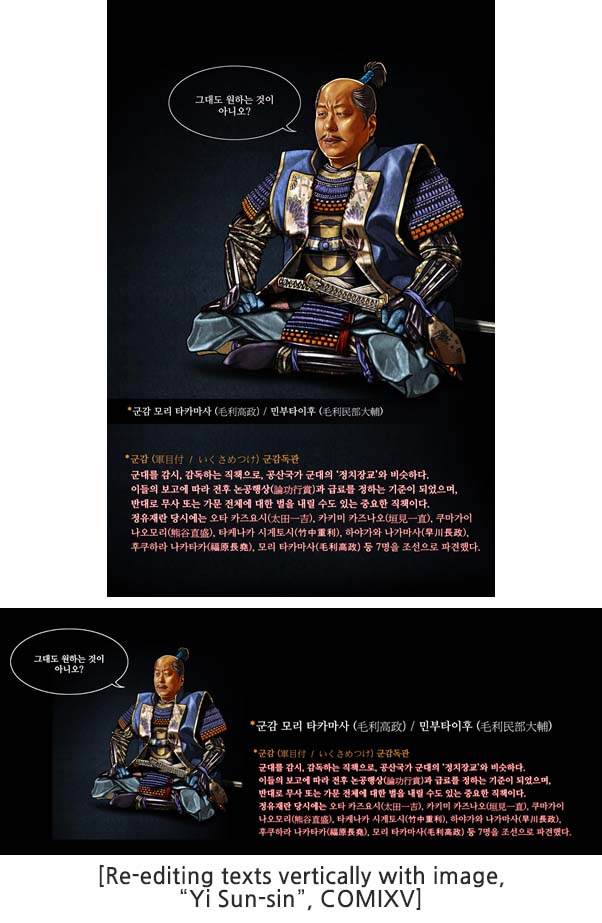 그대도 원하는 것이
아니오?
*군감 모리 타카마사 (毛利高政) / 민부타이후 (毛利民部大輔)
*군감 (軍目付 / いくさめつけ) 군감독관
군대를 감시, 감독하는 직책으로, 공산국가 군대의 '정치장교'와 비슷하다.
이들의 보고에 따라 전후 논공행상(論功行賞)과 급료를 정하는 기준이 되었으며,
반대로 무사 또는 가문 전체에 대한 벌을 내릴 수도 있는 중요한 직책이다.
정유재란 당시에는 오타 카즈요시(太田一吉), 카키미 카즈나오(垣見一直), 쿠마가이
나오모리(熊谷直盛), 타케나카 시게토시(竹中重利), 하야가와 나가마사(早川長政),
후쿠하라 나카타카(福原長堯), 모리 타카마사(毛利高政) 등 7명을 조선으로 파견했다.
그대도 원하는 것이
아니오?
*군감 모리 타카마사 (毛利高政) / 민부타이후 (毛利民部大輔)
*군감 (軍目付 / いくさめつけ) 군감독관
군대를 감시, 감독하는 직책으로, 공산국가 군대의 '정치장교'와 비슷하다.
이들의 보고에 따라 전후 논공행상(論功行賞)과 급료를 정하는 기준이 되었으며,
반대로 무사 또는 가문 전체에 대한 벌을 내릴 수도 있는 중요한 직책이다.
정유재란 당시에는 오타 카즈요시(太田一吉), 카키미 카즈나오(垣見一直), 쿠마가이
나오모리(熊谷直盛), 타케나카 시게토시(竹中重利), 하야가와 나가마사(早川長政),
후쿠하라 나카타카(福原長堯), 모리 타카마사(毛利高政) 등 7명을 조선으로 파견했다.
[Re-editing texts vertically with image,
“Yi Sun-sin”, COMIXV]